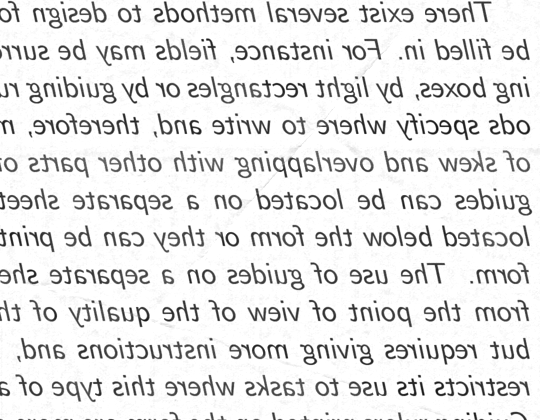 There exist several methods to design fo
be filled in. For instance, fields may be surr
ing boxes, by light rectangles or by guiding ru
ods specify where to write and, therefore, m
of skew and overlapping with other parts o
guides can be located on a separate sheet
located below the form or they can be print
form. The use of guides on a separate she
from the point of view of the quality of th
but requires giving more instructions and,
restricts its use to tasks where this type of a